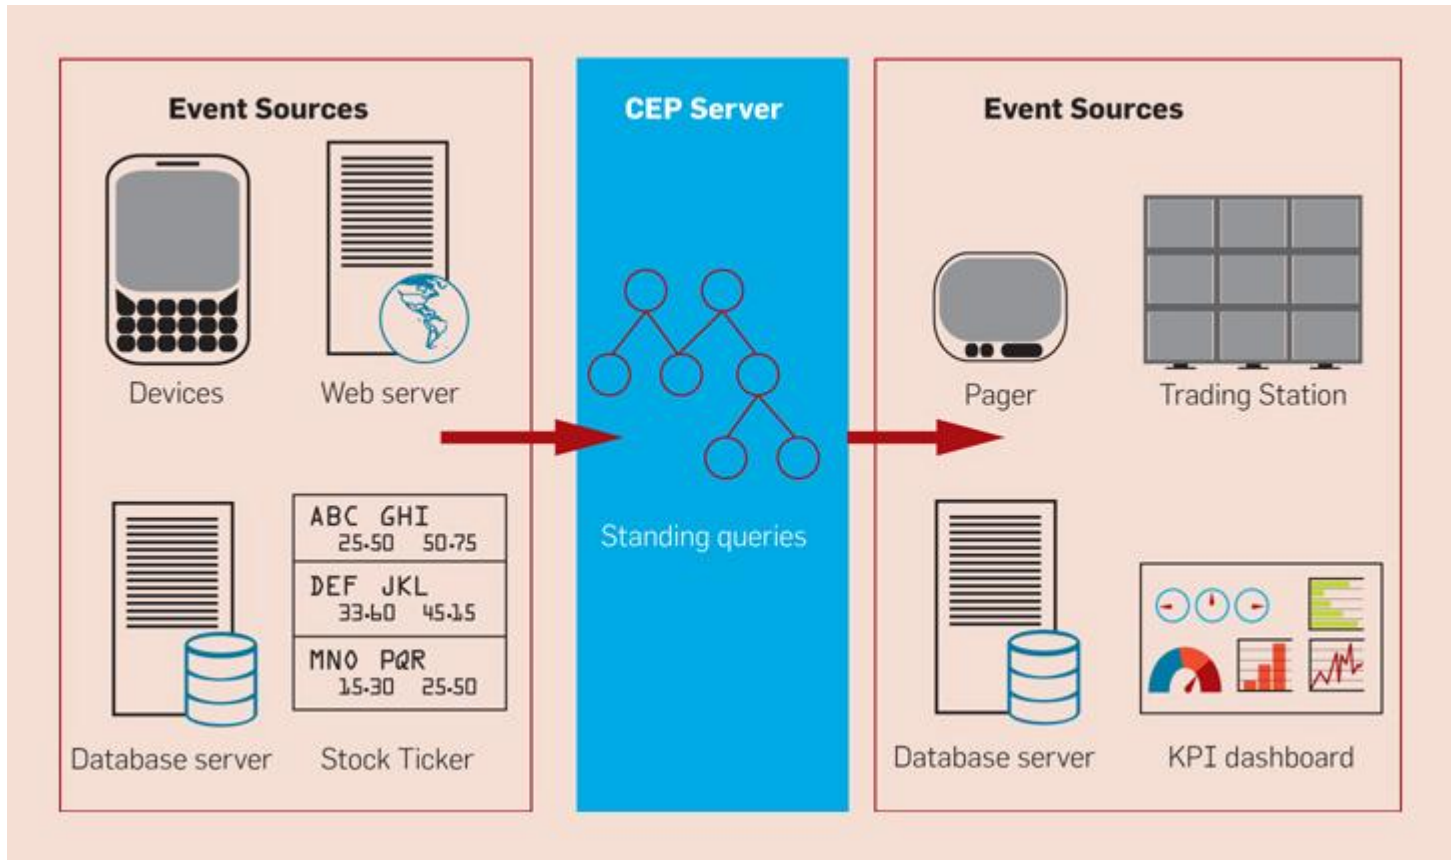 Event Sources
Devices
Web server
Database server
ABC GHI
25.50 50.75
DEF JKL
33.60 45.15
MNO PQR
15.30 25.50
Stock Ticker
CEP Server
Standing queries
Event Sources
Pager
Trading Station
Database server
KPI dashboard